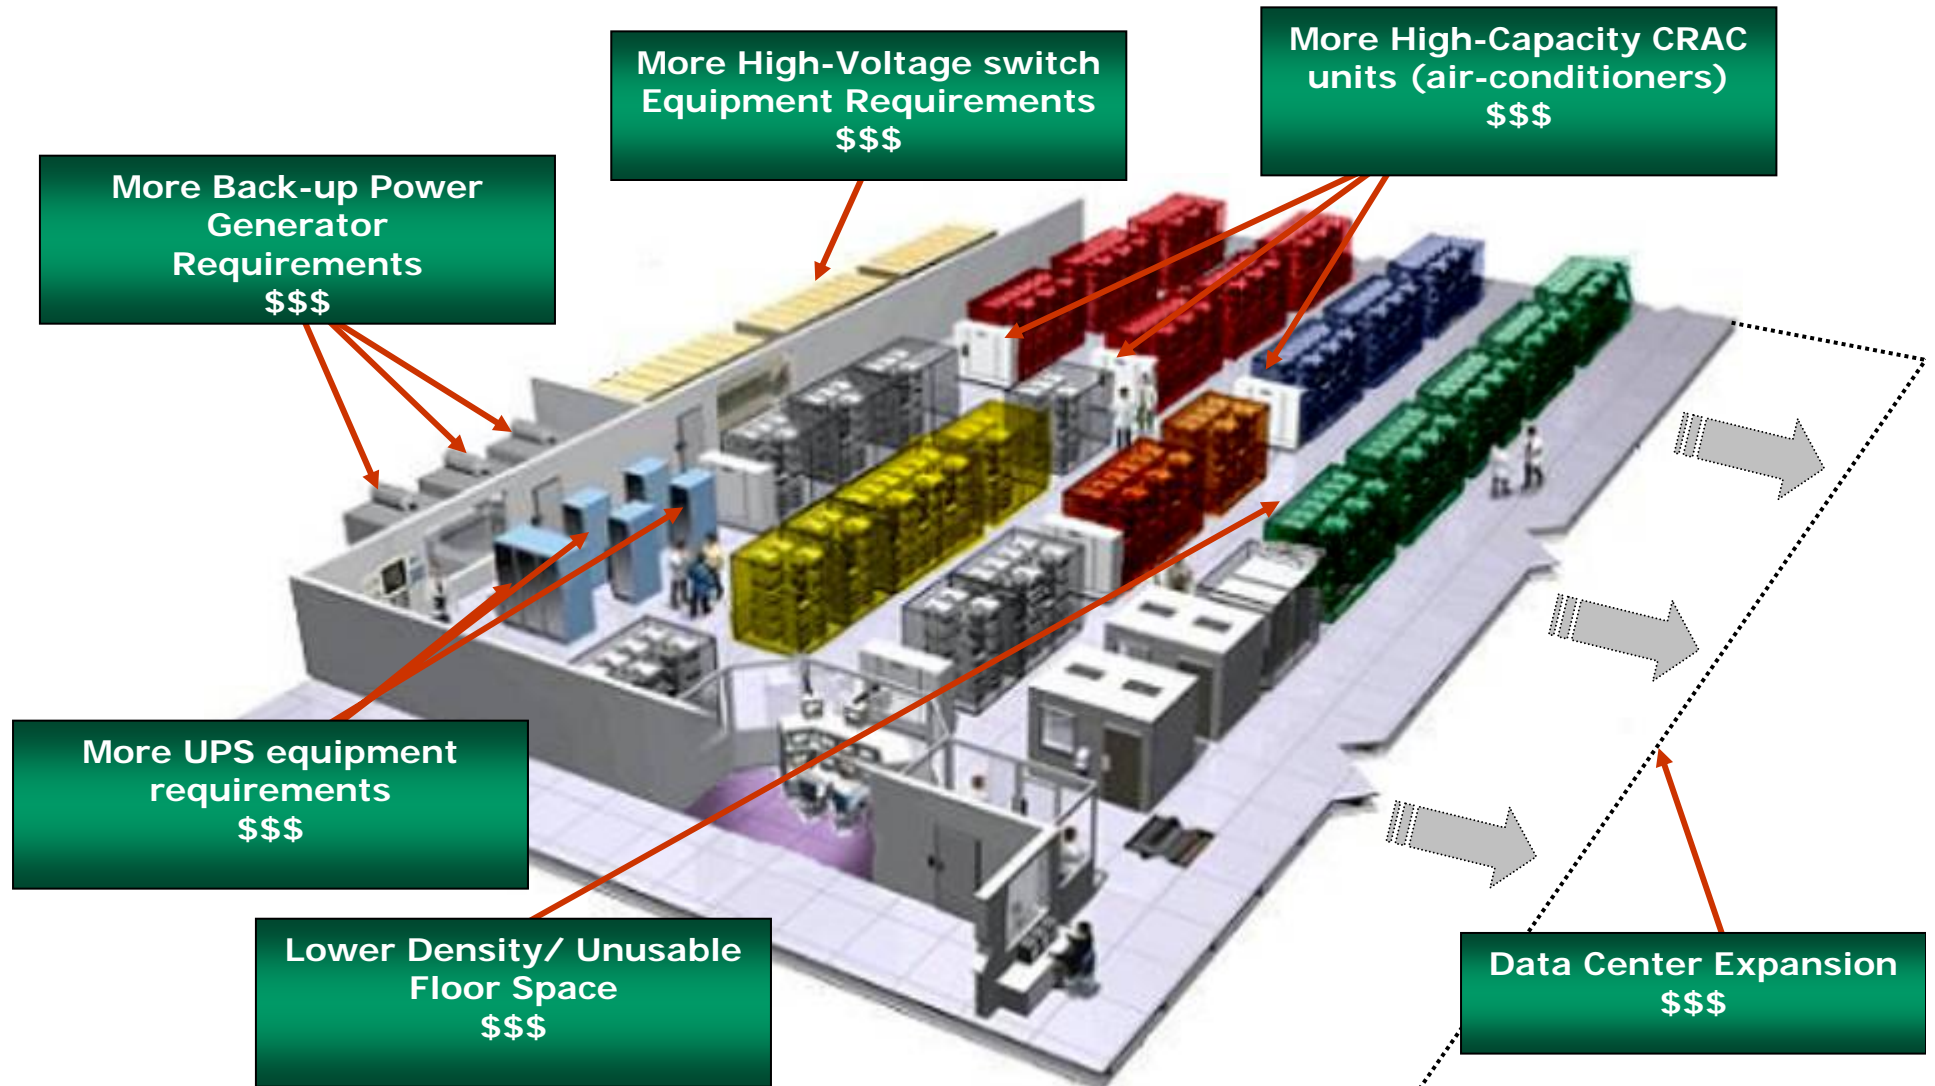 More High-Capacity CRAC
units (air-conditioners)
$$$
More High-Voltage switch
Equipment Requirements
$$$
More Back-up Power
Generator
Requirements
$$$
More UPS equipment
requirements
$$$
Lower Density/ Unusable
Floor Space
$$$
Data Center Expansion
$$$